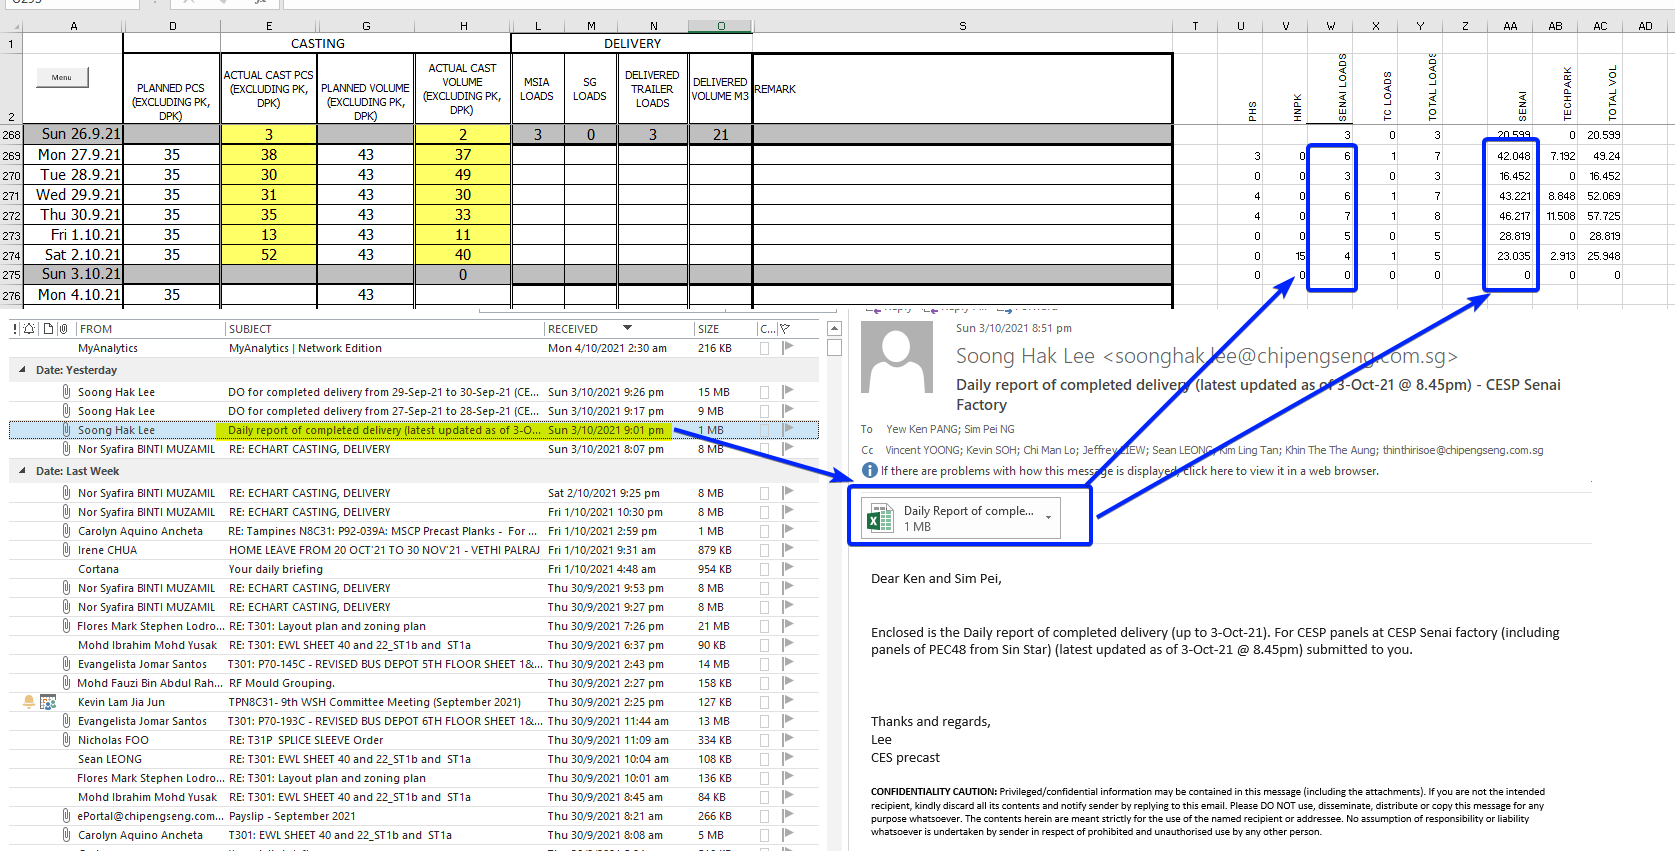 A D E G H L M N O S T U V W X Y Z AA AB AC AD
1 CASTING DELIVERY
2 Menu PLANNED PCS (EXCLUDING PK, DPK) ACTUAL CAST PCS (EXCLUDING PK, DPK) PLANNED VOLUME (EXCLUDING PK, DPK) ACTUAL CAST VOLUME (EXCLUDING PK, DPK) MSIA LOADS SG LOADS DELIVERED TRAILER LOADS DELIVERED VOLUME M3 REMARK PHS HNPK SENAI LOADS TC LOADS TOTAL LOADS SENAI TECHPARK TOTAL VOL
268 Sun 26.9.21 3 2 3 0 3 21 3 0 3 20.599 0 20.599
269 Mon 27.9.21 35 38 43 37 3 0 6 1 7 42.048 7.192 49.24
270 Tue 28.9.21 35 30 43 49 0 0 3 0 3 16.452 0 16.452
271 Wed 29.9.21 35 31 43 30 4 0 6 1 7 43.221 8.848 52.069
272 Thu 30.9.21 35 35 43 33 4 0 7 1 8 46.217 11.508 57.725
273 Fri 1.10.21 35 13 43 11 0 0 5 0 5 28.819 0 28.819
274 Sat 2.10.21 35 52 43 40 0 15 4 1 5 23.035 2.913 25.948
275 Sun 3.10.21 0 0 0 0 0 0 0 0 0
276 Mon 4.10.21 35 43
! FROM SUBJECT RECEIVED SIZE C...
MyAnalytics MyAnalytics | Network Edition Mon 4/10/2021 2:30 am 216 KB
Date: Yesterday
Soong Hak Lee DO for completed delivery from 29-Sep-21 to 30-Sep-21 (CE... Sun 3/10/2021 9:26 pm 15 MB
Soong Hak Lee DO for completed delivery from 27-Sep-21 to 28-Sep-21 (CE... Sun 3/10/2021 9:17 pm 9 MB
Soong Hak Lee Daily report of completed delivery (latest updated as of 3-O... Sun 3/10/2021 9:01 pm 1 MB
Nor Syafira BINTI MUZAMIL RE: ECHART CASTING, DELIVERY Sun 3/10/2021 8:07 pm 8 MB
Date: Last Week
Nor Syafira BINTI MUZAMIL RE: ECHART CASTING, DELIVERY Sat 2/10/2021 9:25 pm 8 MB
Nor Syafira BINTI MUZAMIL RE: ECHART CASTING, DELIVERY Fri 1/10/2021 10:30 pm 8 MB
Carolyn Aquino Ancheta RE: Tampines N8C31: P92-039A: MSCP Precast Planks - For ... Fri 1/10/2021 2:59 pm 1 MB
Irene CHUA HOME LEAVE FROM 20 OCT'21 TO 30 NOV'21 - VETHI PALRAJ Fri 1/10/2021 9:31 am 879 KB
Cortana Your daily briefing Fri 1/10/2021 4:48 am 954 KB
Nor Syafira BINTI MUZAMIL RE: ECHART CASTING, DELIVERY Thu 30/9/2021 9:53 pm 8 MB
Nor Syafira BINTI MUZAMIL RE: ECHART CASTING, DELIVERY Thu 30/9/2021 9:27 pm 8 MB
Flores Mark Stephen Lodro... RE: T301: Layout plan and zoning plan Thu 30/9/2021 7:26 pm 21 MB
Mohd Ibrahim Mohd Yusak RE: T301: EWL SHEET 40 and 22_ST1b and ST1a Thu 30/9/2021 6:37 pm 90 KB
Evangelista Jomar Santos T301: P70-145C - REVISED BUS DEPOT 5TH FLOOR SHEET 1&... Thu 30/9/2021 2:43 pm 14 MB
Mohd Fauzi Bin Abdul Rah... RF Mould Grouping. Thu 30/9/2021 2:27 pm 158 KB
Kevin Lam Jia Jun TPN8C31- 9th WSH Committee Meeting (September 2021) Thu 30/9/2021 2:25 pm 127 KB
Evangelista Jomar Santos T301: P70-193C - REVISED BUS DEPOT 6TH FLOOR SHEET 1&... Thu 30/9/2021 11:44 am 13 MB
Nicholas FOO RE: T31P SPLICE SLEEVE Order Thu 30/9/2021 11:09 am 334 KB
Sean LEONG RE: T301: EWL SHEET 40 and 22_ST1b and ST1a Thu 30/9/2021 10:04 am 108 KB
Flores Mark Stephen Lodro... RE: T301: Layout plan and zoning plan Thu 30/9/2021 10:01 am 136 KB
Mohd Ibrahim Mohd Yusak RE: T301: EWL SHEET 40 and 22_ST1b and ST1a Thu 30/9/2021 8:45 am 84 KB
ePortal@chipengseng.com... Payslip - September 2021 Thu 30/9/2021 8:21 am 266 KB
Carolyn Aquino Ancheta T301: EWL SHEET 40 and 22_ST1b and ST1a Thu 30/9/2021 8:08 am 5 MB
Sun 3/10/2021 8:51 pm
Soong Hak Lee <soonghak.lee@chipengseng.com.sg>
Daily report of completed delivery (latest updated as of 3-Oct-21 @ 8.45pm) - CESP Senai
Factory
To Yew Ken PANG; Sim Pei NG
Cc Vincent YOONG; Kevin SOH; Chi Man Lo; Jeffrey LIEW; Sean LEONG; Kim Ling Tan; Khin The The Aung; thinthirisoe@chipengseng.com.sg
If there are problems with how this message is displayed, click here to view it in a web browser.
Daily Report of comple...
1 MB
Dear Ken and Sim Pei,
Enclosed is the Daily report of completed delivery (up to 3-Oct-21). For CESP panels at CESP Senai factory (including
panels of PEC48 from Sin Star) (latest updated as of 3-Oct-21 @ 8.45pm) submitted to you.
Thanks and regards,
Lee
CES precast
CONFIDENTIALITY CAUTION: Privileged/confidential information may be contained in this message (including the attachments). If you are not the intended
recipient, kindly discard all its contents and notify sender by replying to this email. Please DO NOT use, disseminate, distribute or copy this message for any
purpose whatsoever. The contents herein are meant strictly for the use of the named recipient or addressee. No assumption of responsibility or liability
whatsoever is undertaken by sender in respect of prohibited and unauthorised use by any other person.